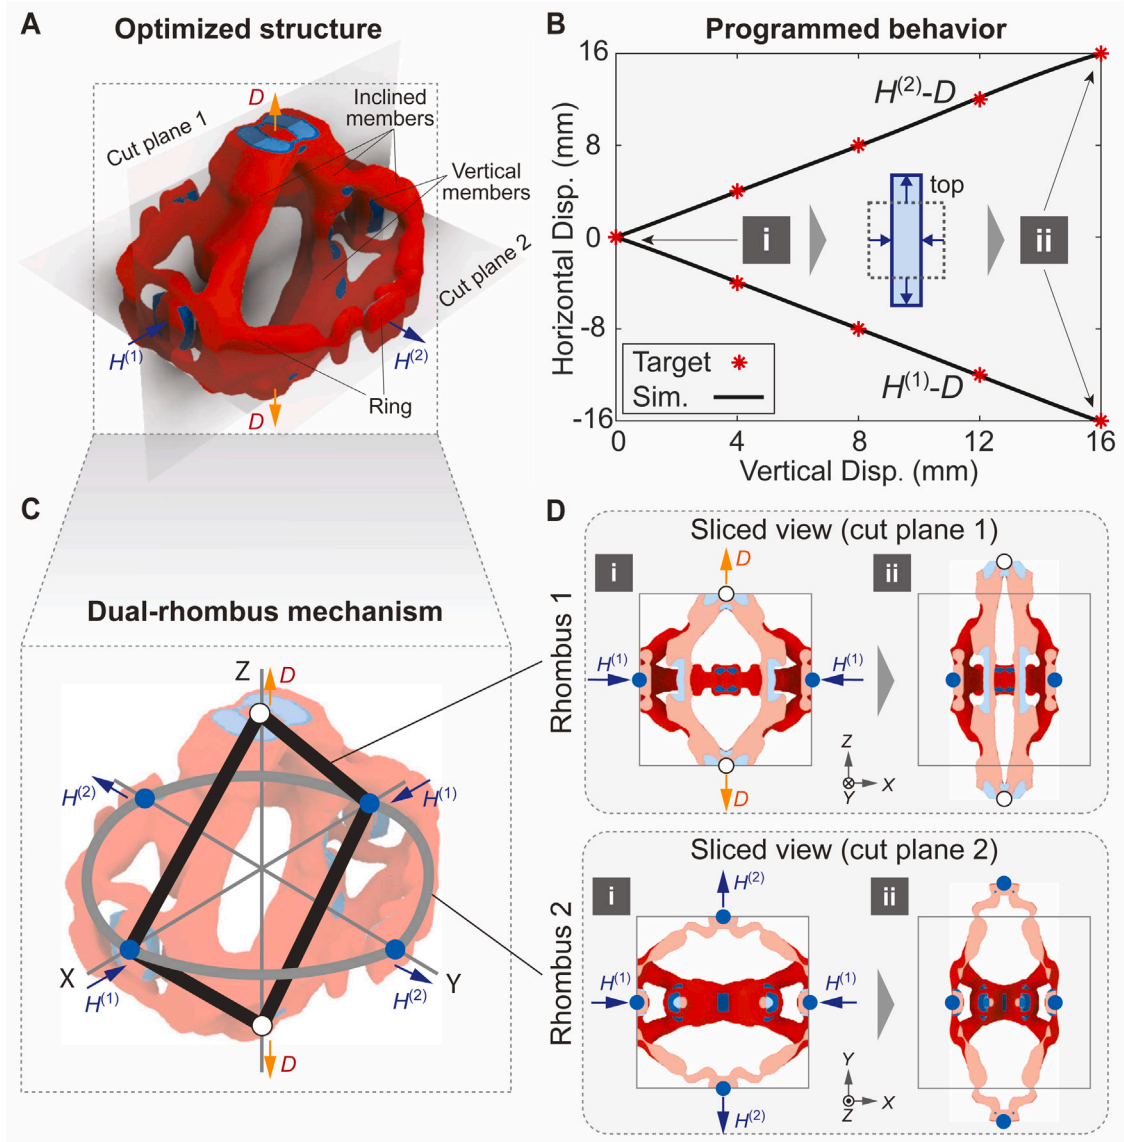 A
Optimized structure
D
Cut plane 1
Inclined
members
Vertical
members
Cut plane 2
H(1)
H(2)
Ring
D
B
Programmed behavior
16
8
0
-8
-16
Horizontal Disp. (mm)
H(2)-D
i
top
ii
Target
Sim.
H(1)-D
0
4
8
12
16
Vertical Disp. (mm)
C
Dual-rhombus mechanism
Z
D
H(2)
H(1)
X
H(1)
H(2)
Y
D
D
Sliced view (cut plane 1)
Rhombus 1
i
D
ii
H(1)
H(1)
D
Z
Y
X
Sliced view (cut plane 2)
Rhombus 2
i
H(2)
ii
H(1)
H(1)
H(2)
Y
Z
X